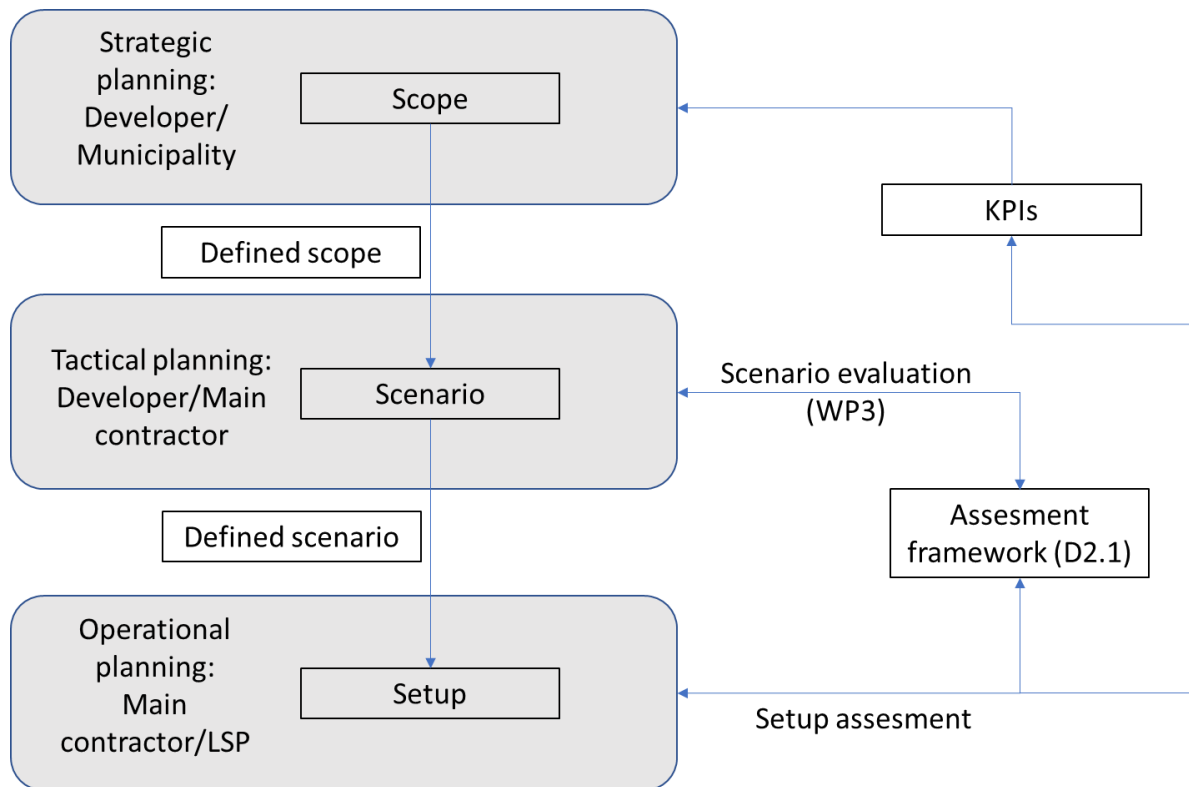 Strategic
planning:
Developer/
Municipality
Scope
KPIs
Defined scope
Tactical planning:
Developer/Main
contractor
Scenario
Scenario evaluation
(WP3)
Defined scenario
Assesment
framework (D2.1)
Operational
planning:
Main
contractor/LSP
Setup
Setup assesment